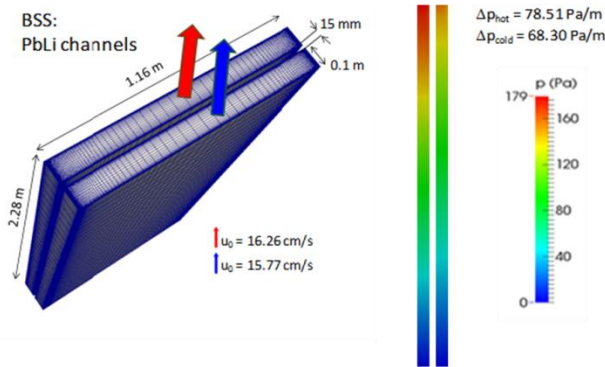 BSS:
PbLi channels
1.16 m
15 mm
0.1 m
2.28 m
u₀ = 16.26 cm/s
u₀ = 15.77 cm/s
Δp_hot = 78.51 Pa/m
Δp_cold = 68.30 Pa/m
p (Pa)
179
160
120
80
40
0